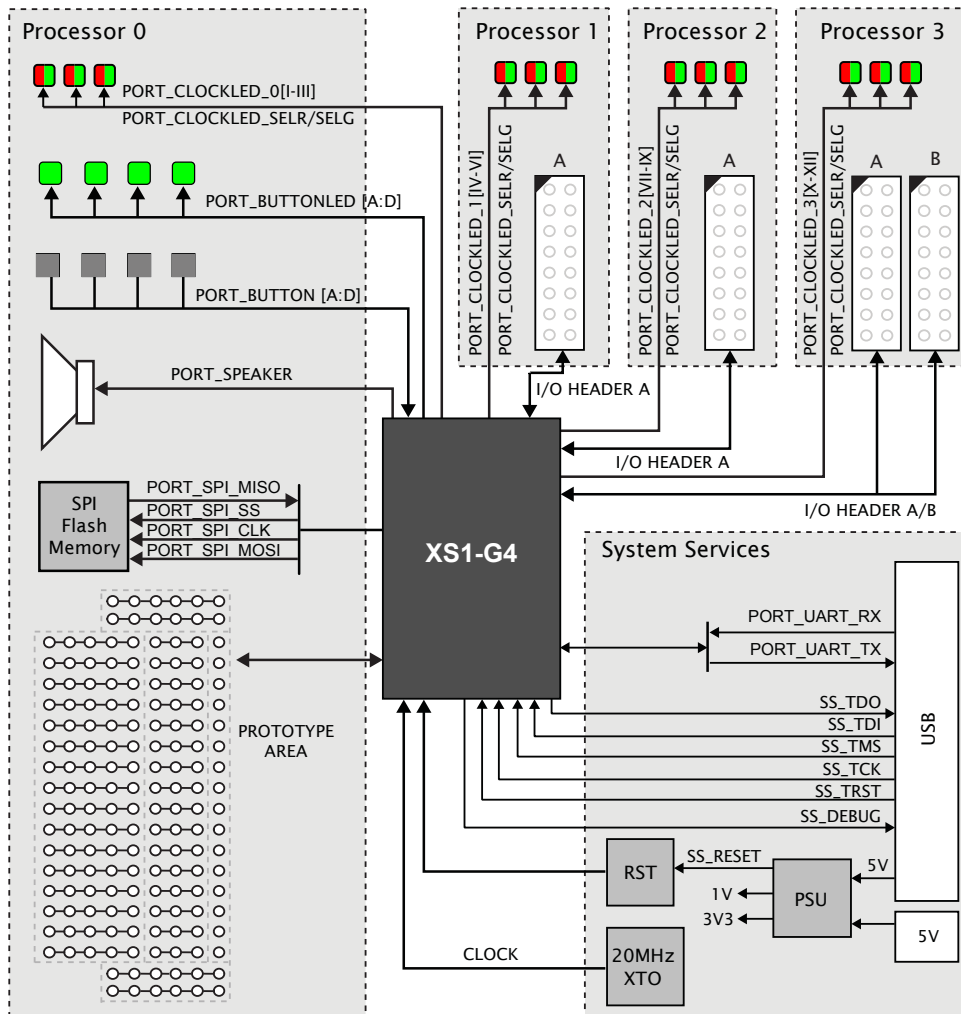 Processor 0
PORT_CLOCKLED_0[I-III]
PORT_CLOCKLED_SELR/SELG
PORT_BUTTONLED [A:D]
PORT_BUTTON [A:D]
PORT_SPEAKER
SPI
Flash
Memory
PORT_SPI_MISO
PORT_SPI_SS
PORT_SPI_CLK
PORT_SPI_MOSI
PROTOTYPE
AREA
Processor 1
PORT_CLOCKLED_1[IV-VI]
PORT_CLOCKLED_SELR/SELG
A
I/O HEADER A
Processor 2
PORT_CLOCKLED_2[VII-IX]
PORT_CLOCKLED_SELR/SELG
A
I/O HEADER A
Processor 3
PORT_CLOCKLED_3[X-XII]
PORT_CLOCKLED_SELR/SELG
A
B
I/O HEADER A/B
XS1-G4
System Services
PORT_UART_RX
PORT_UART_TX
SS_TDO
SS_TDI
SS_TMS
SS_TCK
SS_TRST
SS_DEBUG
USB
RST
SS_RESET
1V
3V3
PSU
5V
5V
CLOCK
20MHz
XTO